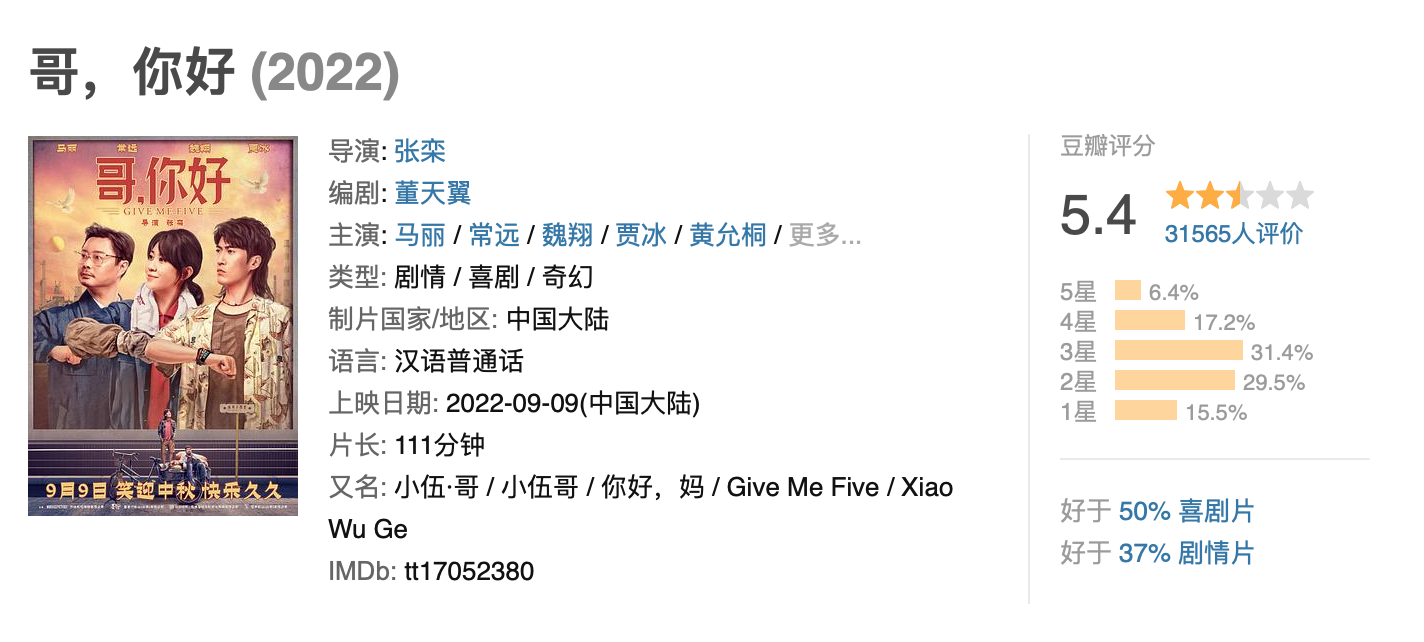 哥，你好 (2022)
马丽 常远 魏翔 贾冰
哥,你好
GIVE ME FIVE
导演 张栾
9月9日 笑迎中秋 快乐久久
导演: 张栾
编剧: 董天翼
主演: 马丽 / 常远 / 魏翔 / 贾冰 / 黄允桐 / 更多...
类型: 剧情 / 喜剧 / 奇幻
制片国家/地区: 中国大陆
语言: 汉语普通话
上映日期: 2022-09-09(中国大陆)
片长: 111分钟
又名: 小伍·哥 / 小伍哥 / 你好，妈 / Give Me Five / Xiao
Wu Ge
IMDb: tt17052380
豆瓣评分
5.4
31565人评价
5星 6.4%
4星 17.2%
3星 31.4%
2星 29.5%
1星 15.5%
好于 50% 喜剧片
好于 37% 剧情片